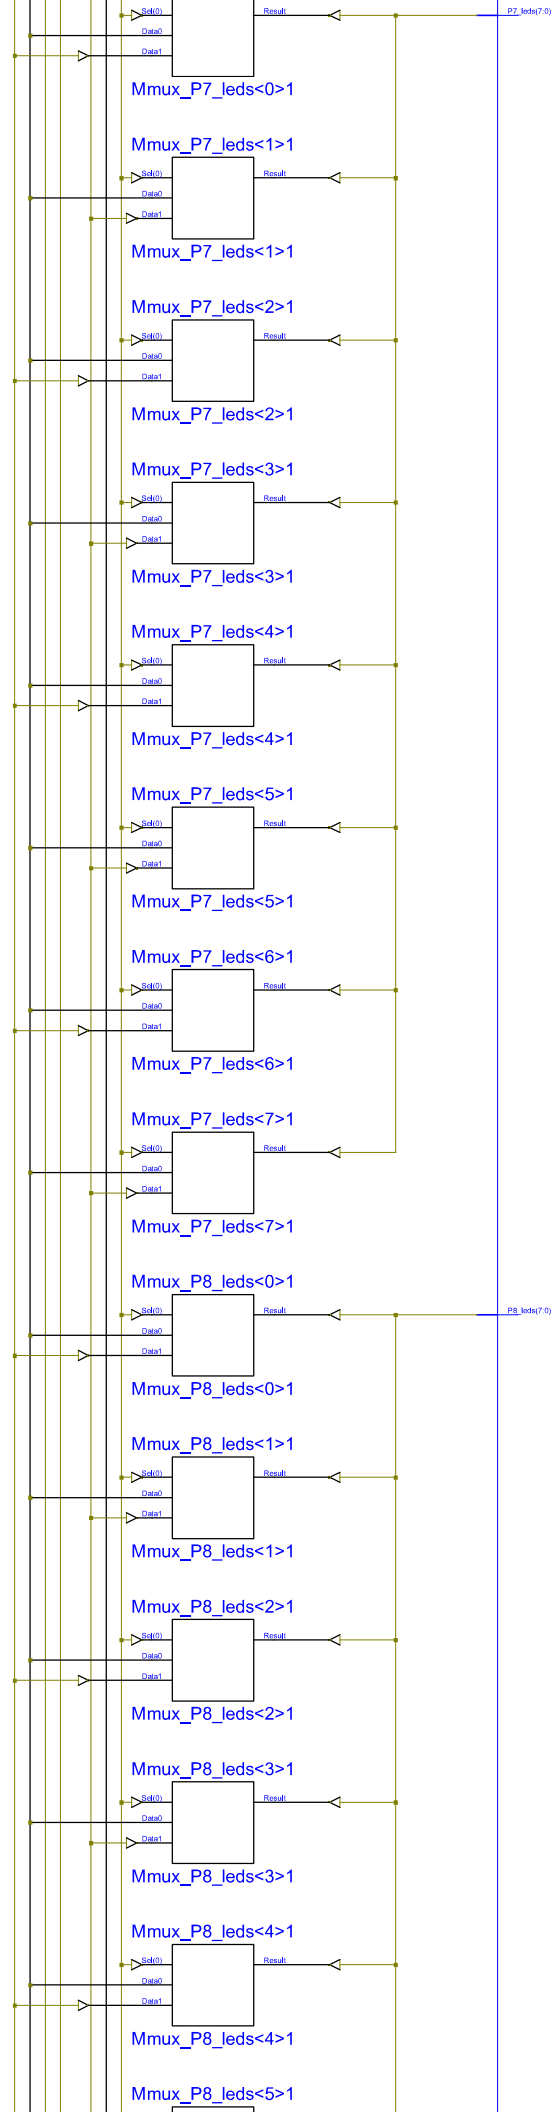 Sel(0) Result P7_leds(7:0)
Data0
Data1
Mmux_P7_leds<0>1
Mmux_P7_leds<1>1
Sel(0) Result
Data0
Data1
Mmux_P7_leds<1>1
Mmux_P7_leds<2>1
Sel(0) Result
Data0
Data1
Mmux_P7_leds<2>1
Mmux_P7_leds<3>1
Sel(0) Result
Data0
Data1
Mmux_P7_leds<3>1
Mmux_P7_leds<4>1
Sel(0) Result
Data0
Data1
Mmux_P7_leds<4>1
Mmux_P7_leds<5>1
Sel(0) Result
Data0
Data1
Mmux_P7_leds<5>1
Mmux_P7_leds<6>1
Sel(0) Result
Data0
Data1
Mmux_P7_leds<6>1
Mmux_P7_leds<7>1
Sel(0) Result
Data0
Data1
Mmux_P7_leds<7>1
Mmux_P8_leds<0>1
Sel(0) Result P8_leds(7:0)
Data0
Data1
Mmux_P8_leds<0>1
Mmux_P8_leds<1>1
Sel(0) Result
Data0
Data1
Mmux_P8_leds<1>1
Mmux_P8_leds<2>1
Sel(0) Result
Data0
Data1
Mmux_P8_leds<2>1
Mmux_P8_leds<3>1
Sel(0) Result
Data0
Data1
Mmux_P8_leds<3>1
Mmux_P8_leds<4>1
Sel(0) Result
Data0
Data1
Mmux_P8_leds<4>1
Mmux_P8_leds<5>1